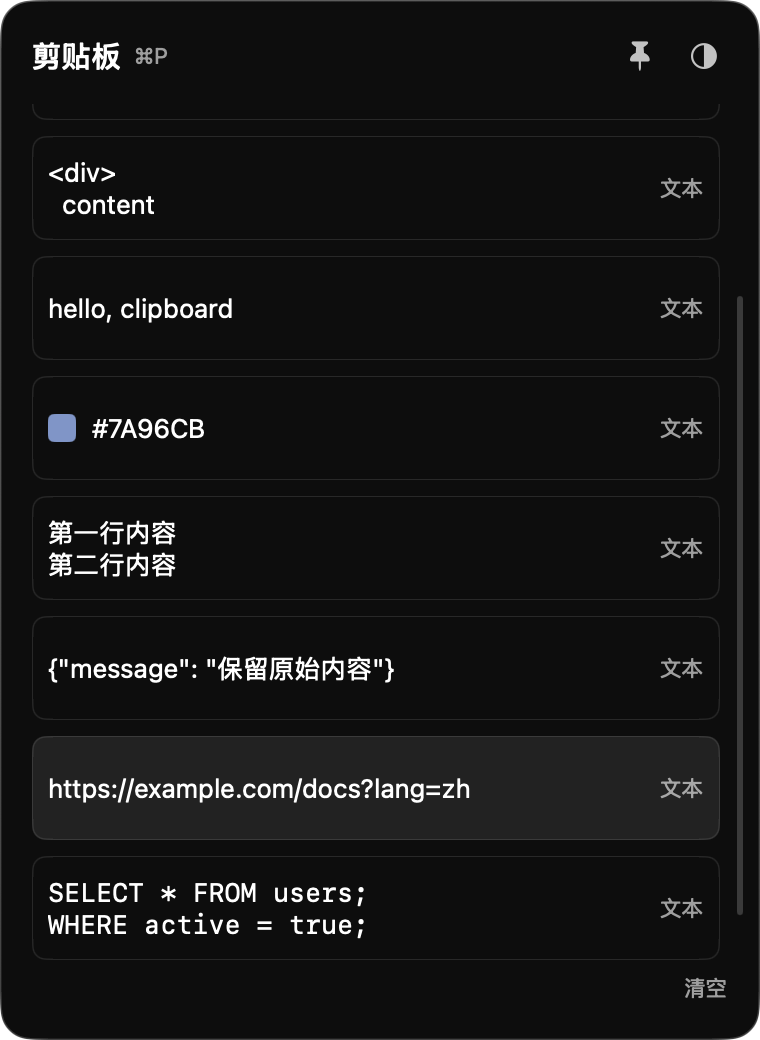 剪贴板 ⌘P
<div>
  content
文本
hello, clipboard
文本
#7A96CB
文本
第一行内容
第二行内容
文本
{"message": "保留原始内容"}
文本
https://example.com/docs?lang=zh
文本
SELECT * FROM users;
WHERE active = true;
文本
清空